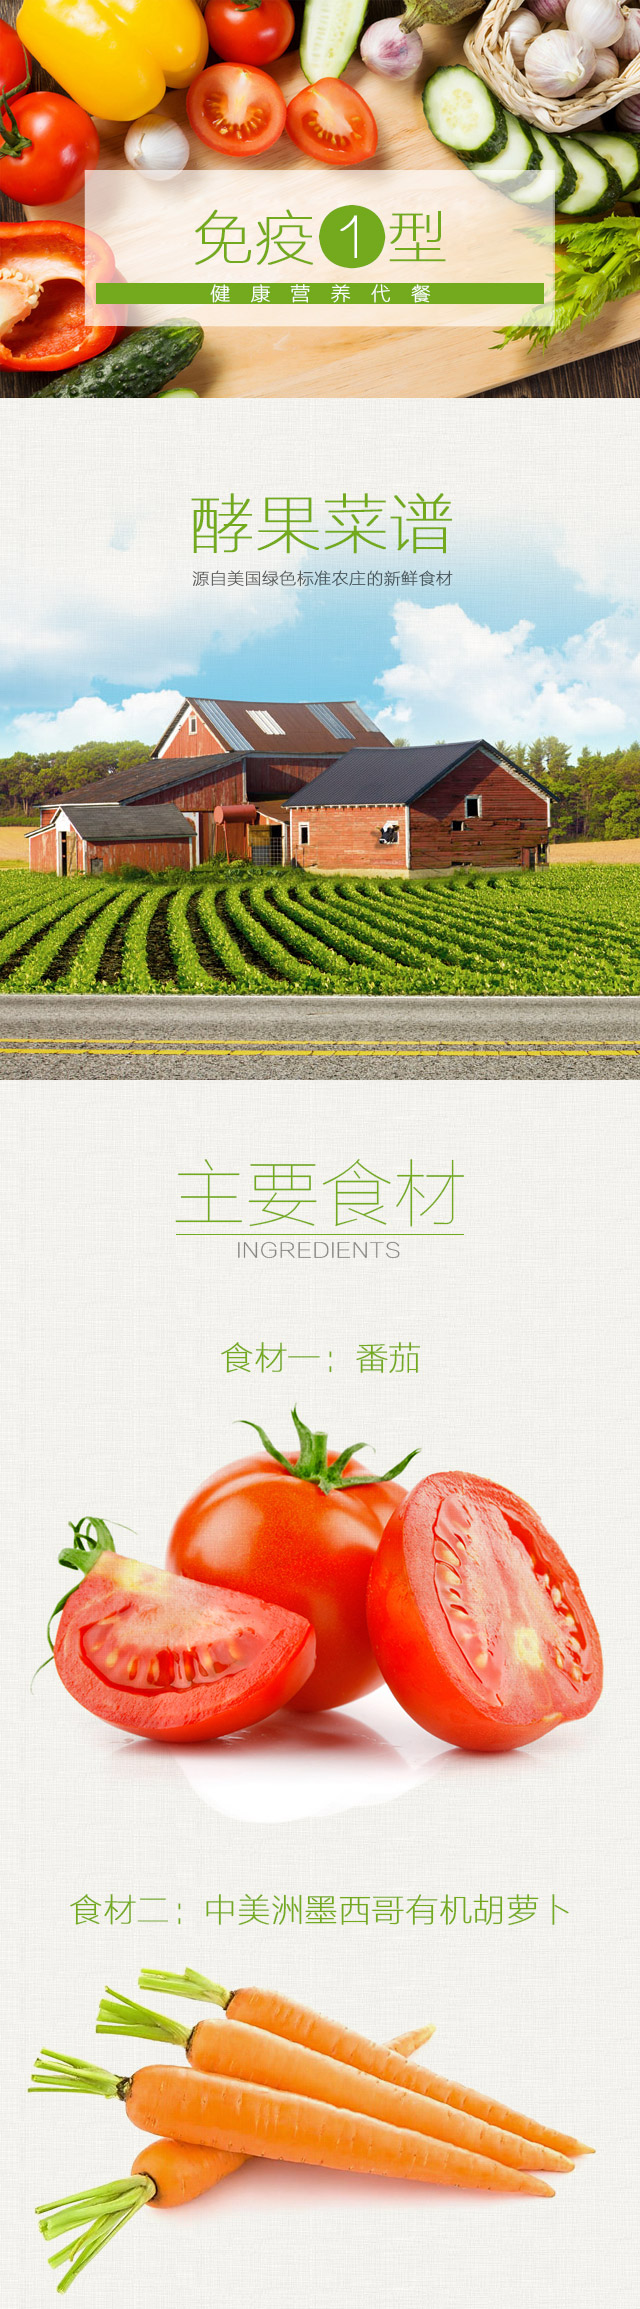 免疫1型
健康营养代餐
酵果菜谱
源自美国绿色标准农庄的新鲜食材
主要食材
INGREDIENTS
食材一：番茄
食材二：中美洲墨西哥有机胡萝卜